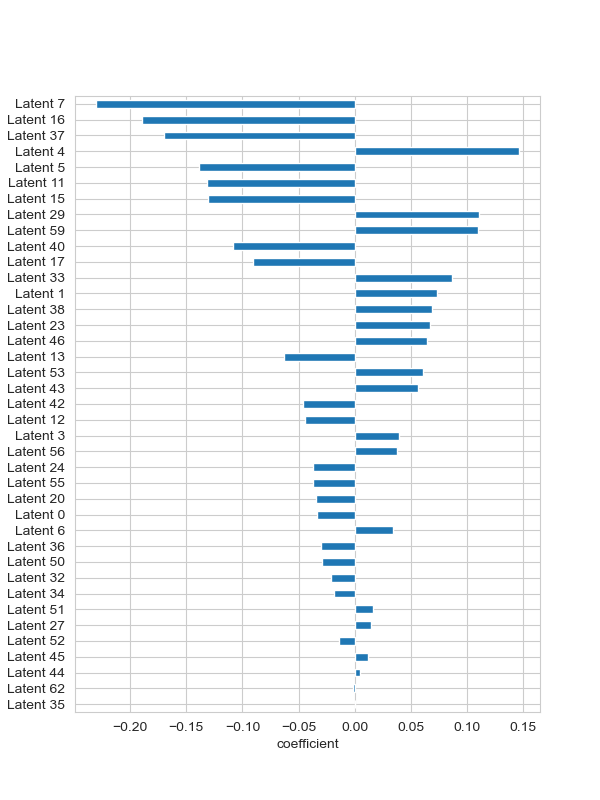 Latent 7
Latent 16
Latent 37
Latent 4
Latent 5
Latent 11
Latent 15
Latent 29
Latent 59
Latent 40
Latent 17
Latent 33
Latent 1
Latent 38
Latent 23
Latent 46
Latent 13
Latent 53
Latent 43
Latent 42
Latent 12
Latent 3
Latent 56
Latent 24
Latent 55
Latent 20
Latent 0
Latent 6
Latent 36
Latent 50
Latent 32
Latent 34
Latent 51
Latent 27
Latent 52
Latent 45
Latent 44
Latent 62
Latent 35
−0.20 −0.15 −0.10 −0.05 0.00 0.05 0.10 0.15
coefficient